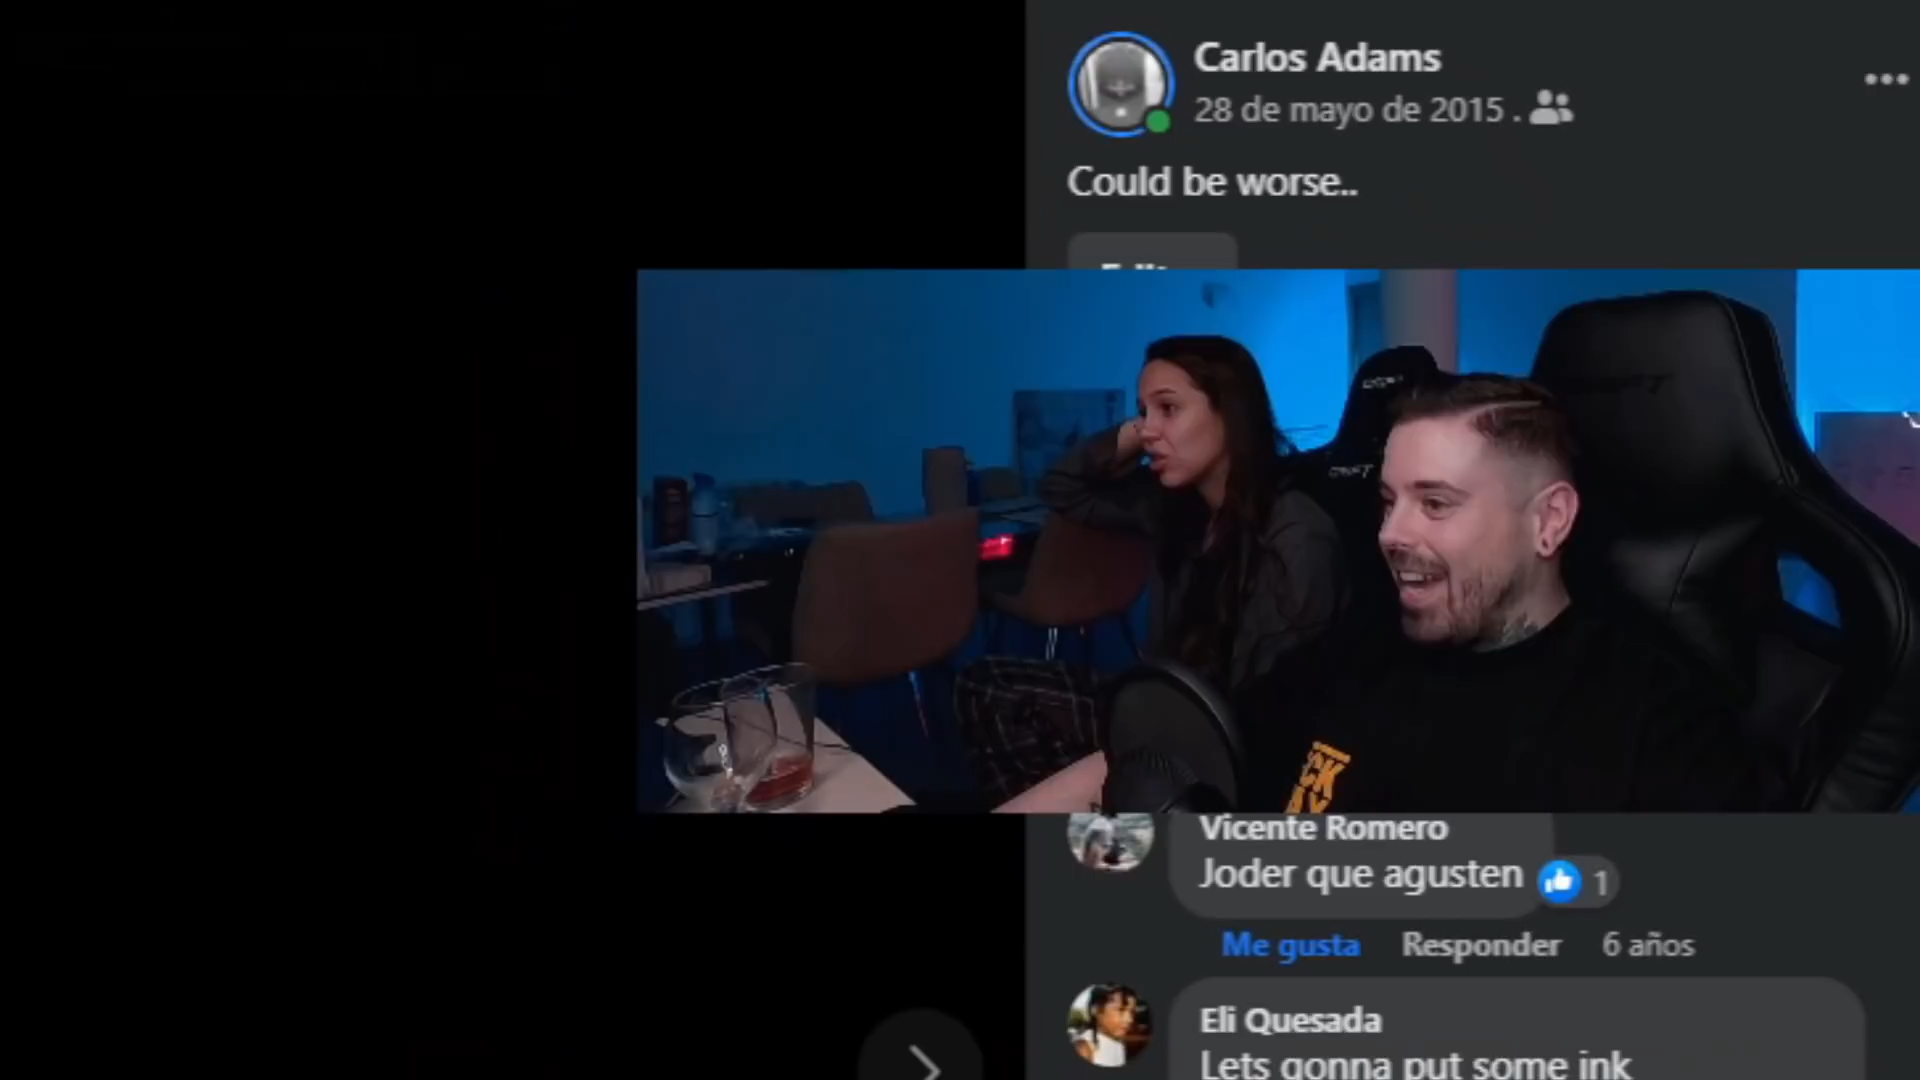 Carlos Adams
28 de mayo de 2015 .
Could be worse..
Vicente Romero
Joder que agusten
1
Me gusta Responder 6 años
Eli Quesada
Lets gonna put some ink